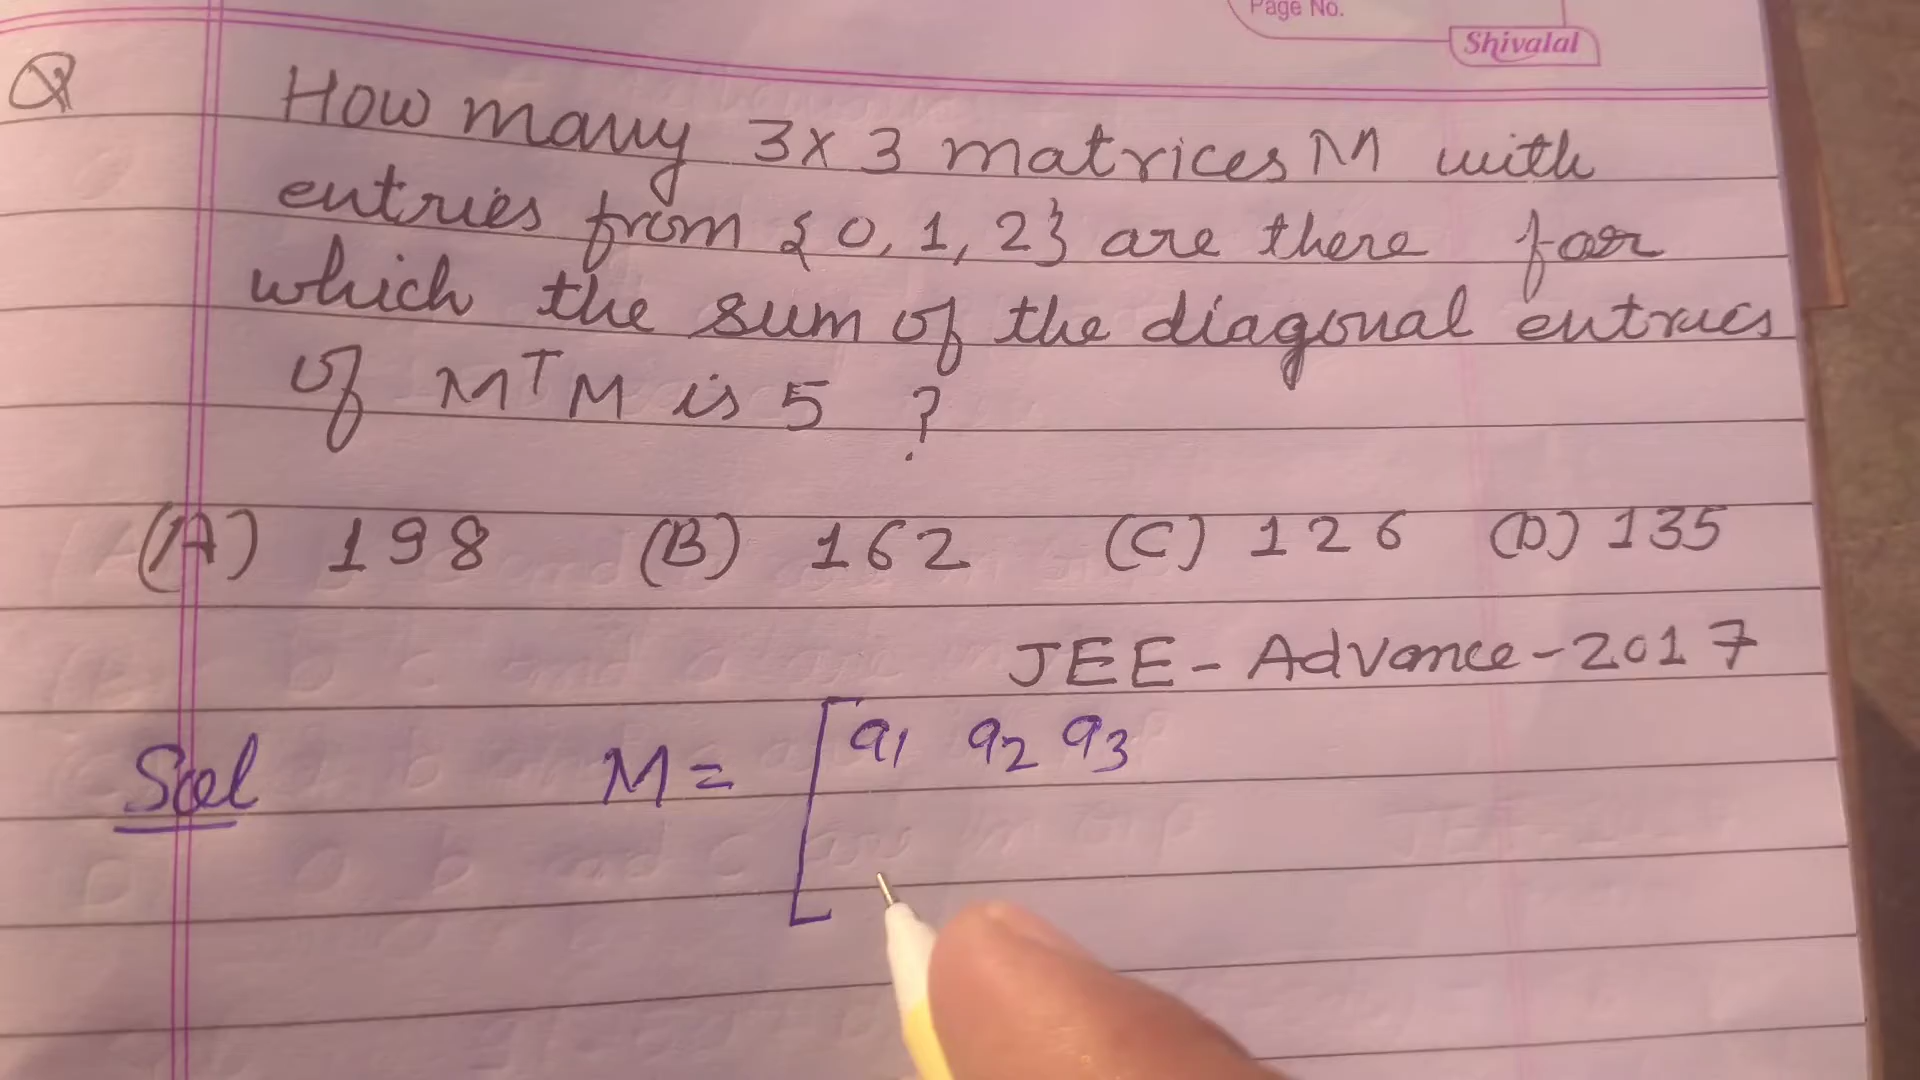 Page No.
Shivalal
Q How many 3x3 matrices M with
entries from {0, 1, 2} are there for
which the sum of the diagonal entries
of MᵀM is 5 ?
(A) 198 (B) 162 (C) 126 (D) 135
JEE-Advance-2017
Sol M = [a1 a2 a3